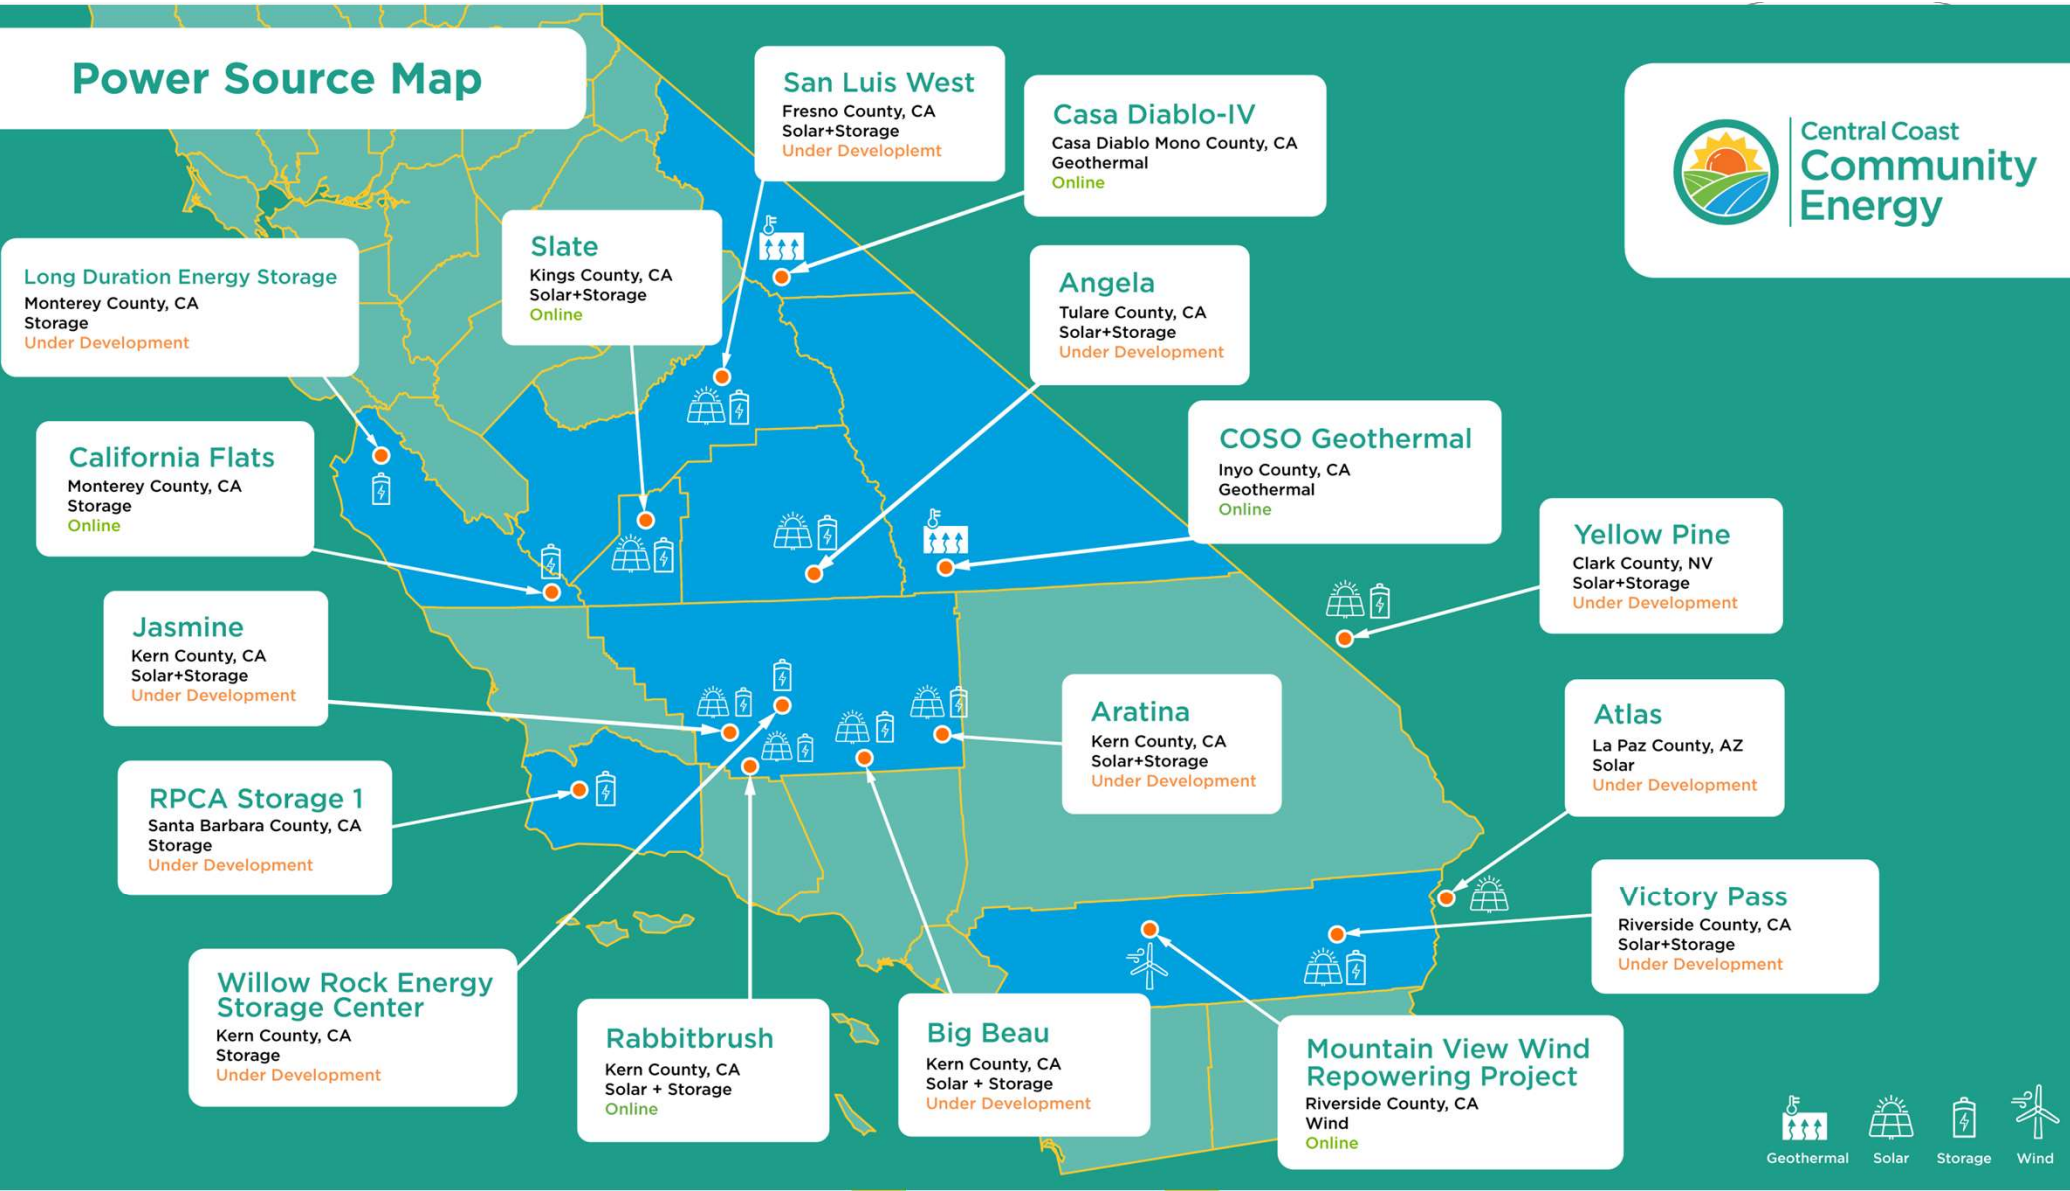 Power Source Map
San Luis West
Fresno County, CA
Solar+Storage
Under Developlemt
Casa Diablo-IV
Casa Diablo Mono County, CA
Geothermal
Online
Central Coast
Community
Energy
Slate
Kings County, CA
Solar+Storage
Online
Long Duration Energy Storage
Monterey County, CA
Storage
Under Development
Angela
Tulare County, CA
Solar+Storage
Under Development
California Flats
Monterey County, CA
Storage
Online
COSO Geothermal
Inyo County, CA
Geothermal
Online
Yellow Pine
Clark County, NV
Solar+Storage
Under Development
Jasmine
Kern County, CA
Solar+Storage
Under Development
Aratina
Kern County, CA
Solar+Storage
Under Development
Atlas
La Paz County, AZ
Solar
Under Development
RPCA Storage 1
Santa Barbara County, CA
Storage
Under Development
Victory Pass
Riverside County, CA
Solar+Storage
Under Development
Willow Rock Energy
Storage Center
Kern County, CA
Storage
Under Development
Rabbitbrush
Kern County, CA
Solar + Storage
Online
Big Beau
Kern County, CA
Solar + Storage
Under Development
Mountain View Wind
Repowering Project
Riverside County, CA
Wind
Online
Geothermal
Solar
Storage
Wind